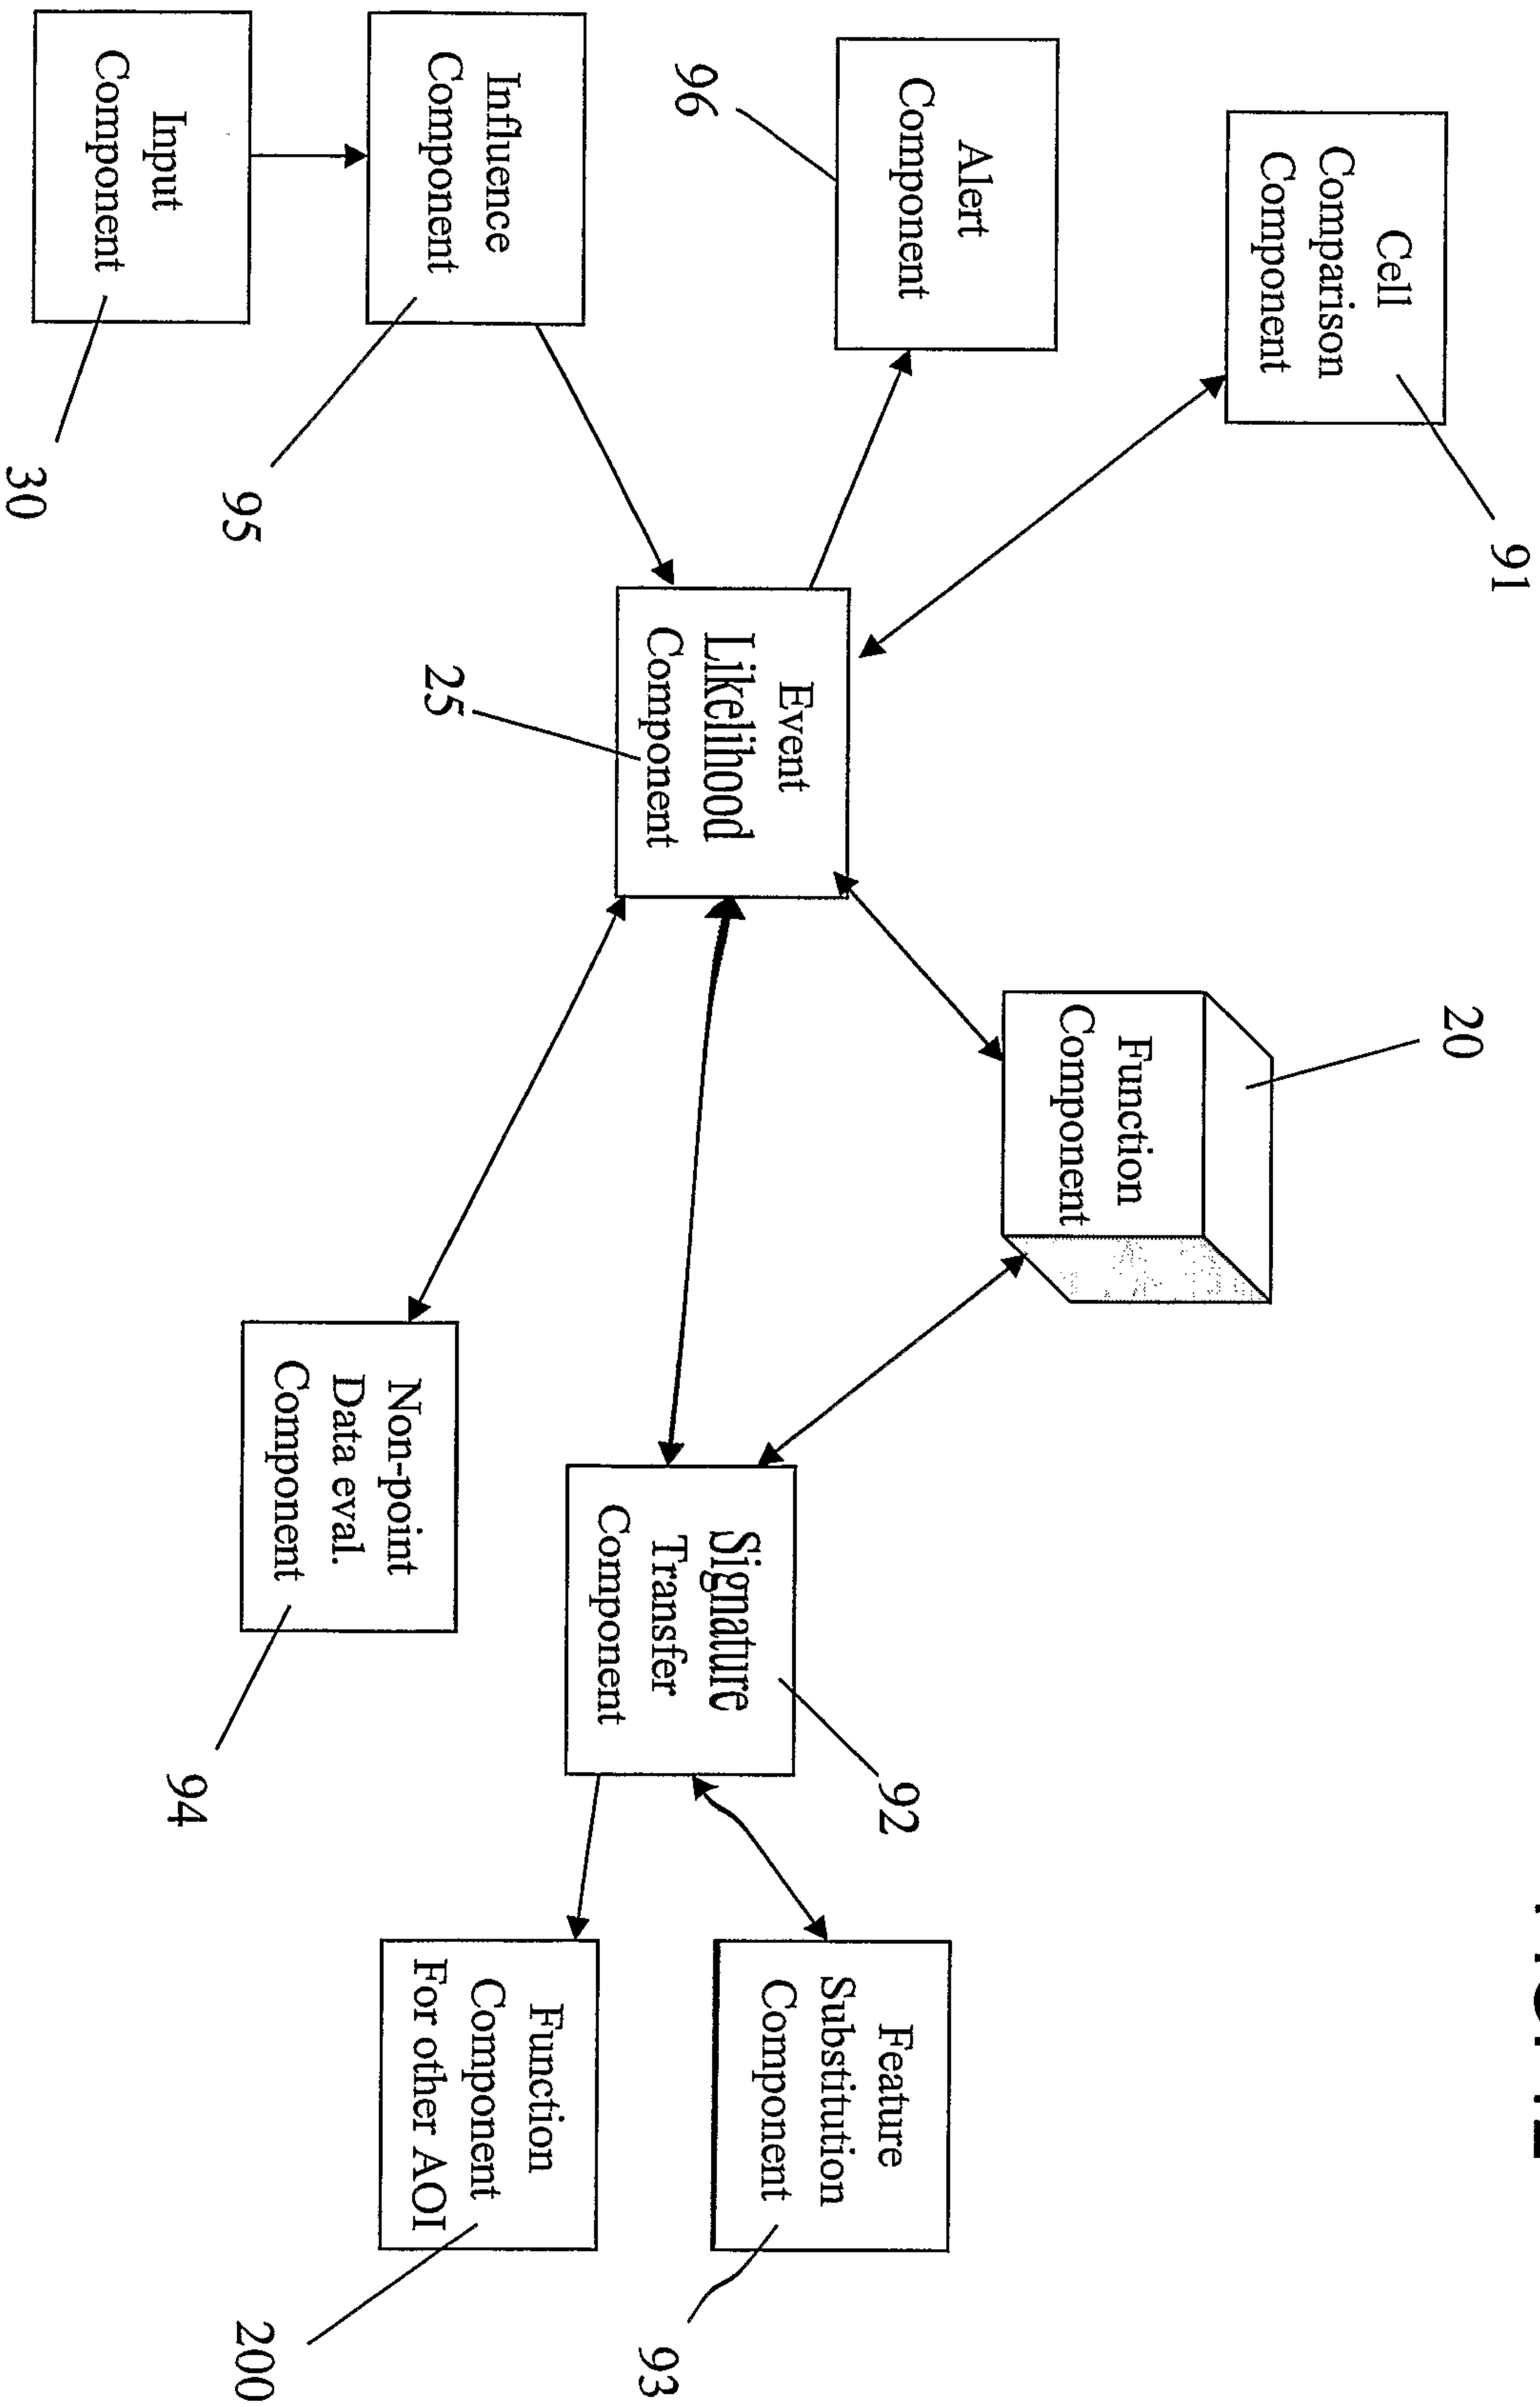 91
20
Cell
Comparison
Component
Function
Component
Alert
Component
96
92
Feature
Substitution
Component
93
Event
Likelihood
Component
25
Signature
Transfer
Component
Function
Component
For other AOI
200
Influence
Component
95
Non-point
Data eval.
Component
94
Input
Component
30